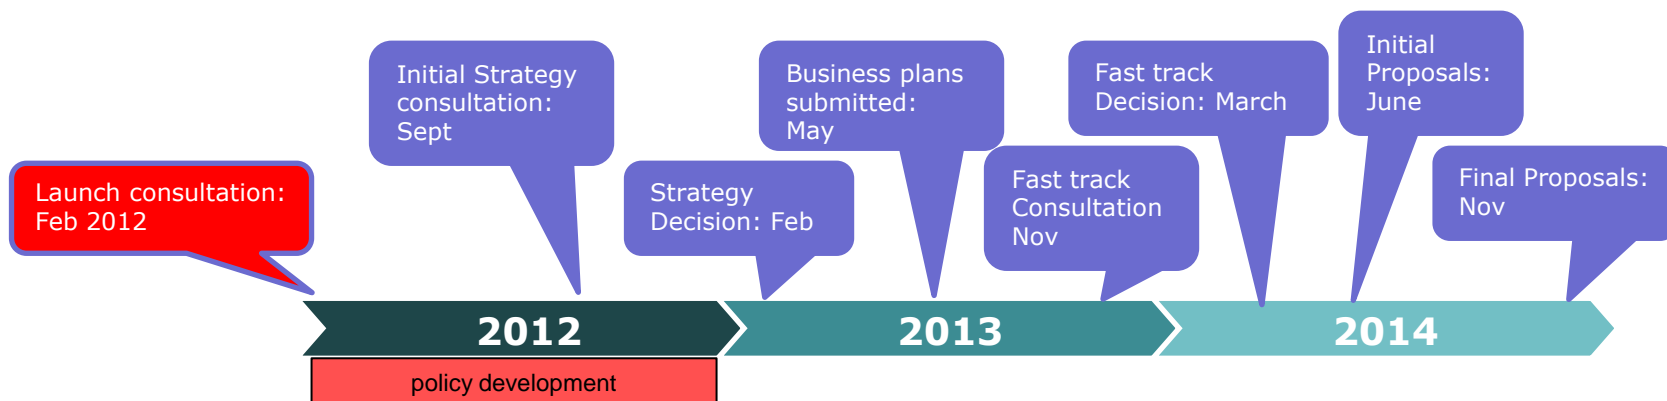 Launch consultation:
Feb 2012
Initial Strategy
consultation:
Sept
Strategy
Decision: Feb
Business plans
submitted:
May
Fast track
Consultation
Nov
Fast track
Decision: March
Initial
Proposals:
June
Final Proposals:
Nov
2012
2013
2014
policy development